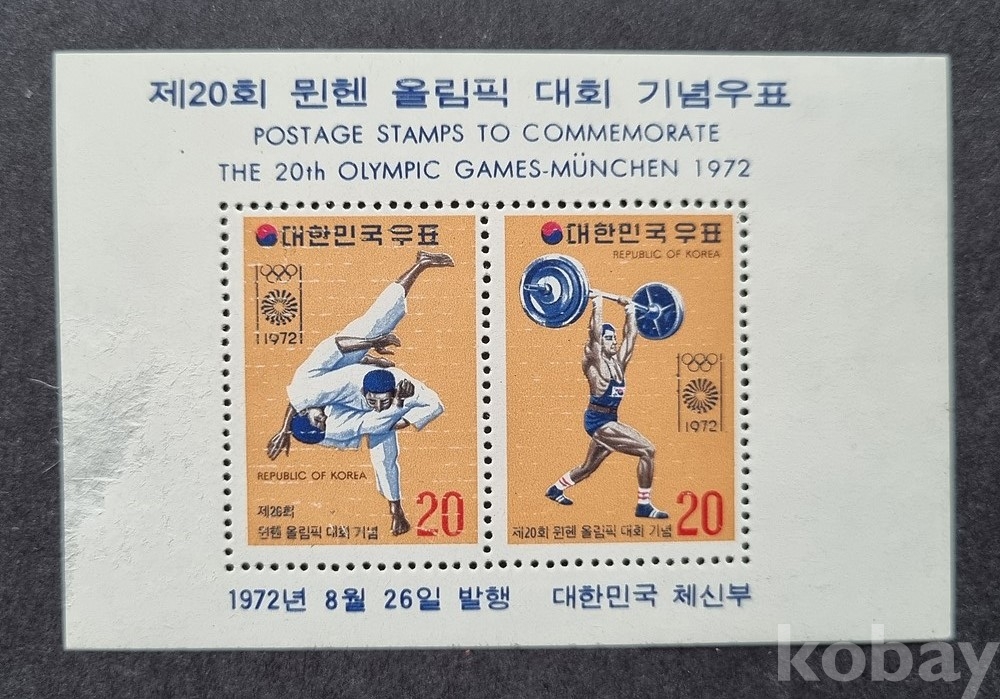 제20회 뮌헨 올림픽 대회 기념우표
POSTAGE STAMPS TO COMMEMORATE
THE 20th OLYMPIC GAMES-MÜNCHEN 1972
대한민국우표
1972
REPUBLIC OF KOREA
제20회
뮌헨 올림픽 대회 기념
20
대한민국우표
REPUBLIC OF KOREA
1972
제20회 뮌헨 올림픽 대회 기념
20
1972년 8월 26일 발행 대한민국 체신부
kobay